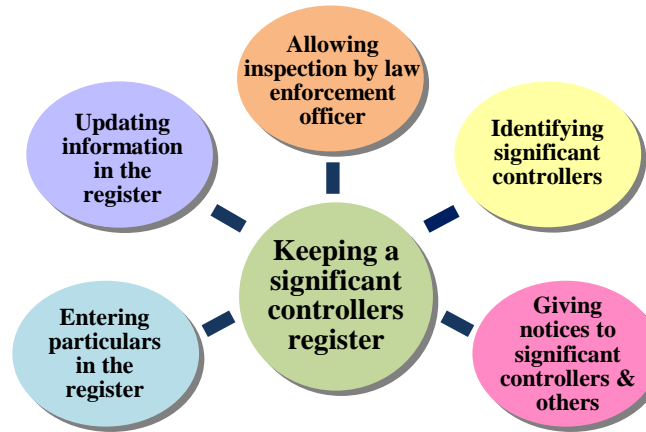 Allowing
inspection by law
enforcement
officer
Updating
information
in the
register
Identifying
significant
controllers
Keeping a
significant
controllers
register
Entering
particulars
in the
register
Giving
notices to
significant
controllers &
others